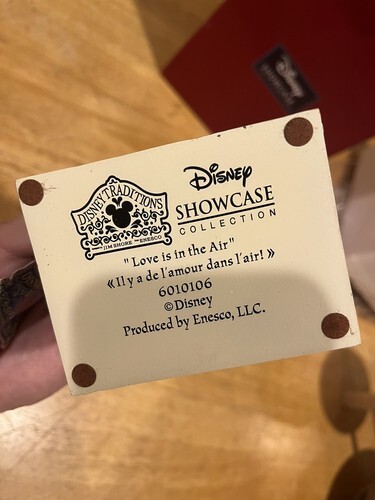 Disney
DISNEY TRADITIONS
JIM SHORE ENESCO
Disney
SHOWCASE
COLLECTION
"Love is in the Air"
«Il y a de l'amour dans l'air!»
6010106
©Disney
Produced by Enesco, LLC.